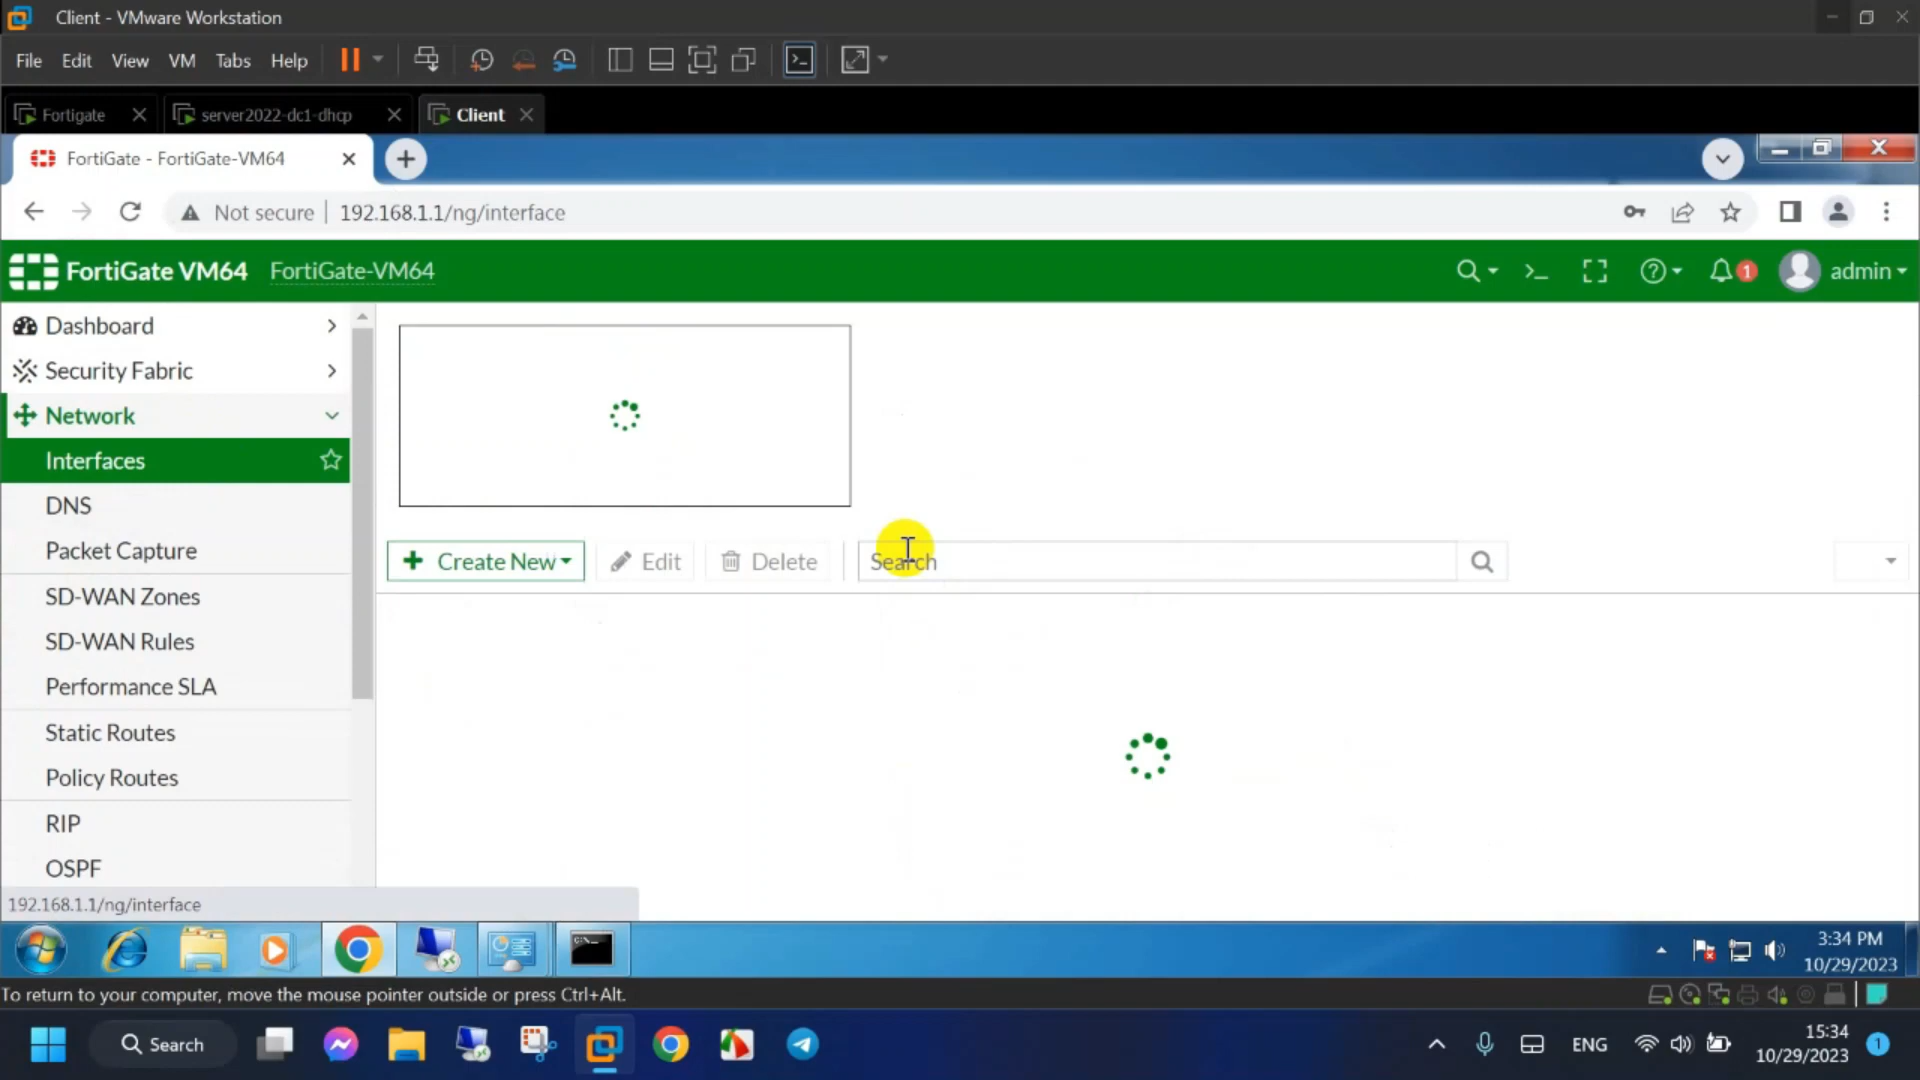 Client - VMware Workstation
File Edit View VM Tabs Help
Fortigate server2022-dc1-dhcp Client
FortiGate - FortiGate-VM64
Not secure 192.168.1.1/ng/interface
FortiGate VM64 FortiGate-VM64 1 admin
Dashboard
Security Fabric
Network
Interfaces
DNS
Packet Capture
SD-WAN Zones
SD-WAN Rules
Performance SLA
Static Routes
Policy Routes
RIP
OSPF
Create New Edit Delete Search
192.168.1.1/ng/interface
3:34 PM
10/29/2023
To return to your computer, move the mouse pointer outside or press Ctrl+Alt.
Search
ENG
15:34
10/29/2023
1